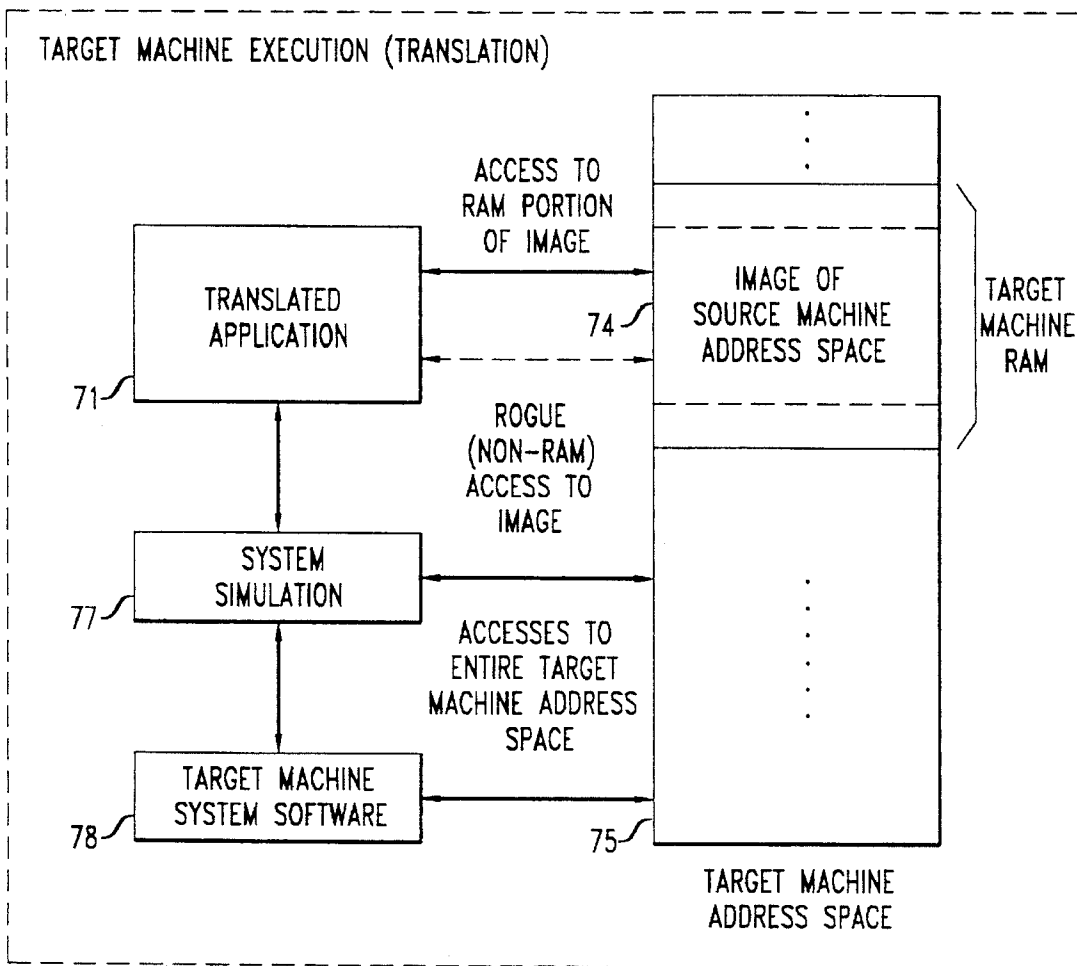 TARGET MACHINE EXECUTION (TRANSLATION)
ACCESS TO
RAM PORTION
OF IMAGE
TRANSLATED
APPLICATION
71
74
IMAGE OF
SOURCE MACHINE
ADDRESS SPACE
TARGET
MACHINE
RAM
ROGUE
(NON-RAM)
ACCESS TO
IMAGE
SYSTEM
SIMULATION
77
ACCESSES TO
ENTIRE TARGET
MACHINE ADDRESS
SPACE
TARGET MACHINE
SYSTEM SOFTWARE
78
75
TARGET MACHINE
ADDRESS SPACE